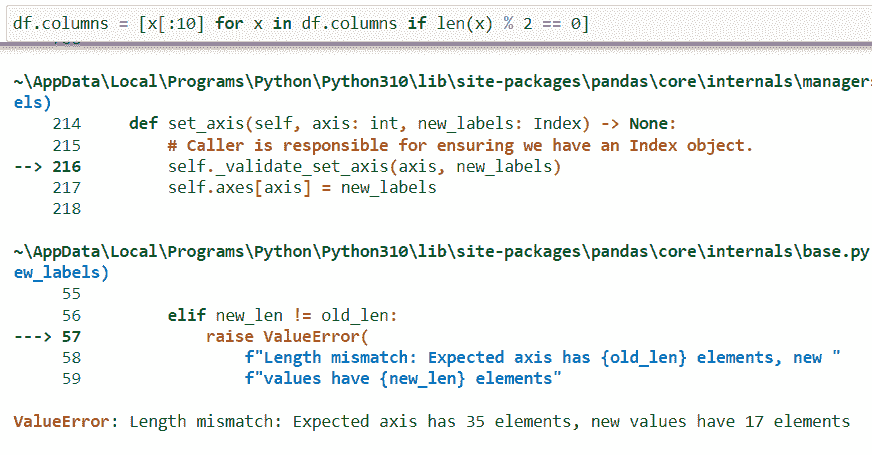 df.columns = [x[:10] for x in df.columns if len(x) % 2 == 0]
~\AppData\Local\Programs\Python\Python310\lib\site-packages\pandas\core\internals\manager
els)
214     def set_axis(self, axis: int, new_labels: Index) -> None:
215         # Caller is responsible for ensuring we have an Index object.
--> 216         self._validate_set_axis(axis, new_labels)
217         self.axes[axis] = new_labels
218
~\AppData\Local\Programs\Python\Python310\lib\site-packages\pandas\core\internals\base.py
ew_labels)
55
56         elif new_len != old_len:
---> 57             raise ValueError(
58                 f"Length mismatch: Expected axis has {old_len} elements, new "
59                 f"values have {new_len} elements"
ValueError: Length mismatch: Expected axis has 35 elements, new values have 17 elements